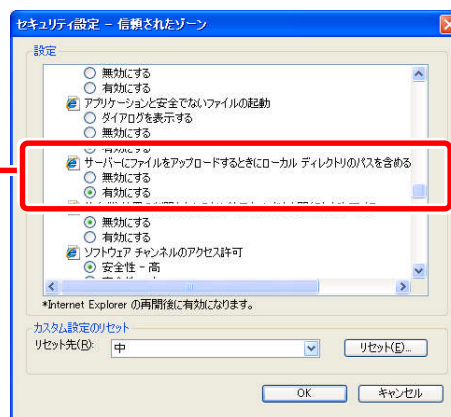 セキュリティ設定 - 信頼されたゾーン
設定
無効にする
有効にする
アプリケーションと安全でないファイルの起動
ダイアログを表示する
無効にする
有効にする
サーバーにファイルをアップロードするときにローカル ディレクトリのパスを含める
無効にする
有効にする
無効にする
有効にする
ソフトウェア チャンネルのアクセス許可
安全性 - 高
*Internet Explorer の再開後に有効になります。
カスタム設定のリセット
リセット先(R): 中 リセット(E)...
OK キャンセル